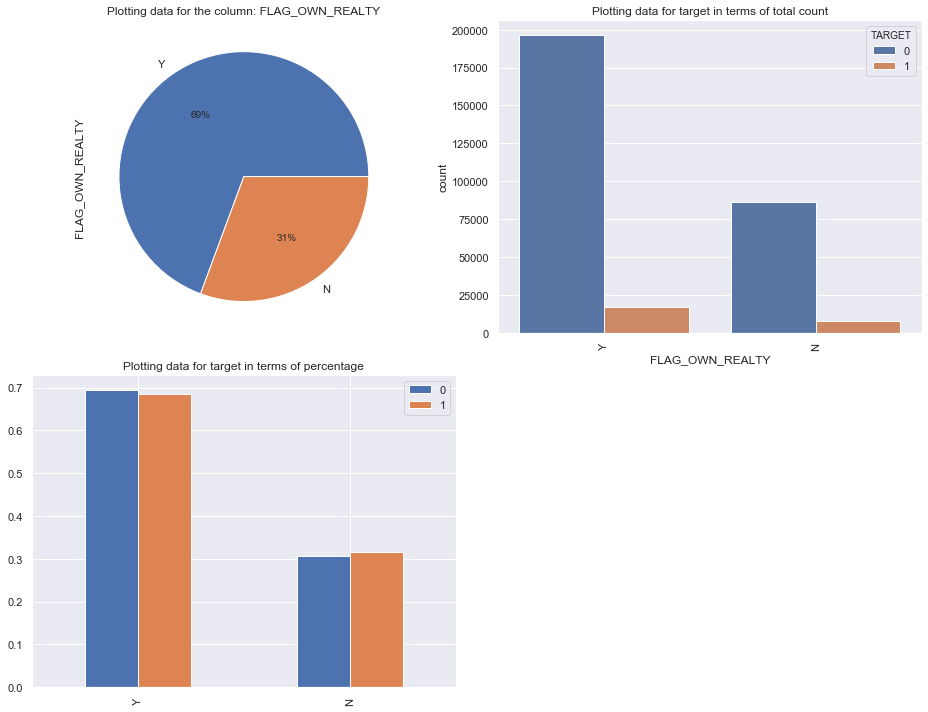 Plotting data for the column: FLAG_OWN_REALTY
Y
69%
FLAG_OWN_REALTY
31%
N
Plotting data for target in terms of total count
TARGET
0
1
200000
175000
150000
125000
100000
75000
50000
25000
0
count
Y
N
FLAG_OWN_REALTY
Plotting data for target in terms of percentage
0
1
0.7
0.6
0.5
0.4
0.3
0.2
0.1
0.0
Y
N